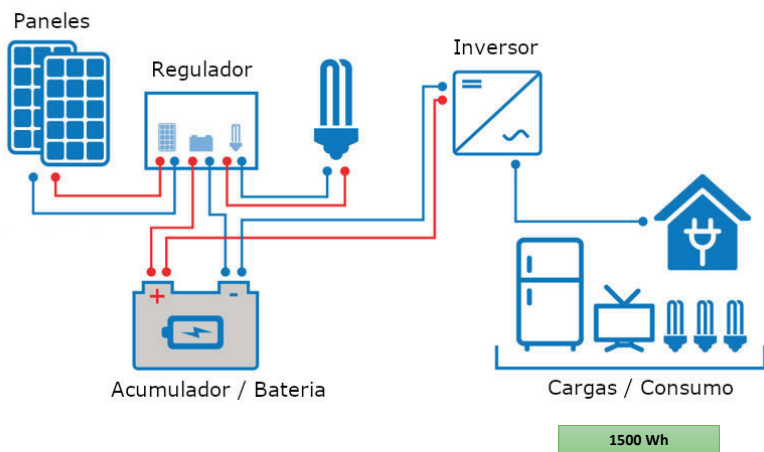 Paneles
Regulador
Inversor
+ -
Acumulador / Bateria
Cargas / Consumo
1500 Wh